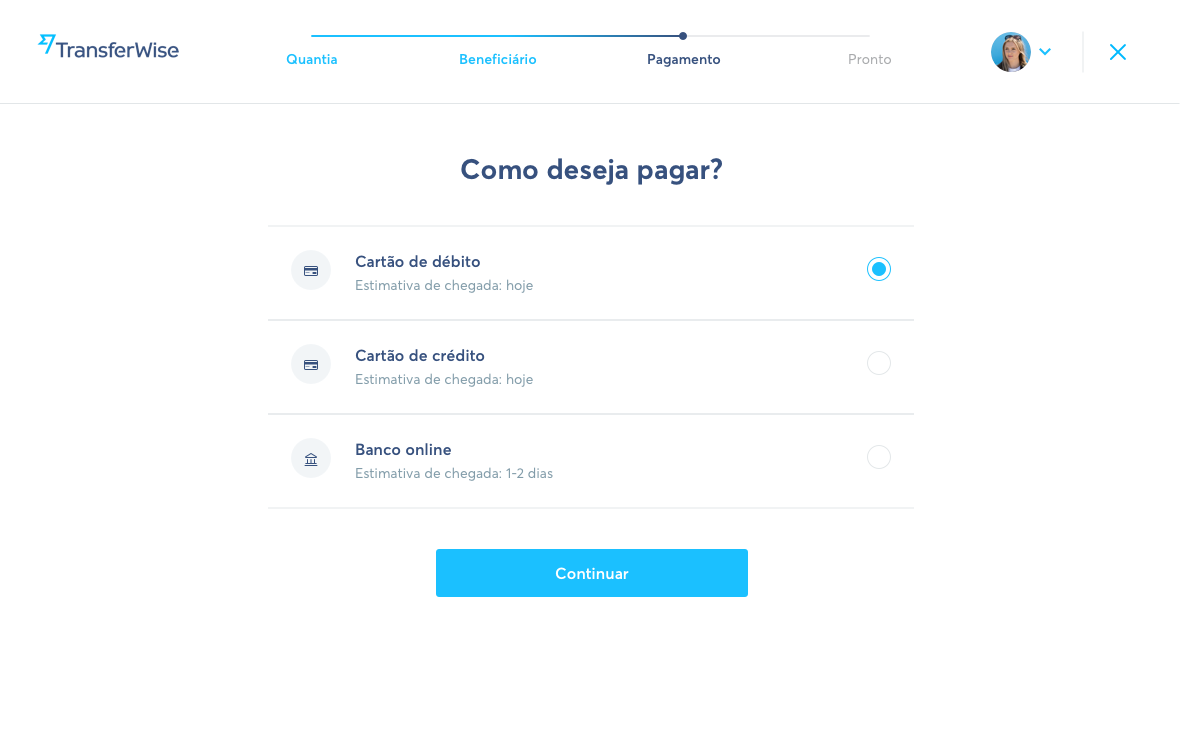 TransferWise
Quantia
Beneficiário
Pagamento
Pronto
Como deseja pagar?
Cartão de débito
Estimativa de chegada: hoje
Cartão de crédito
Estimativa de chegada: hoje
Banco online
Estimativa de chegada: 1-2 dias
Continuar